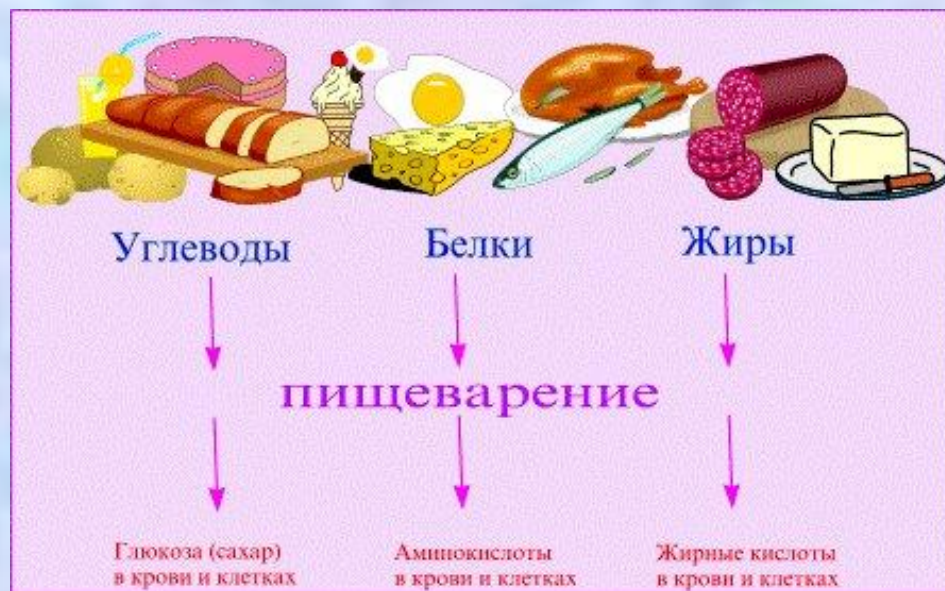 Углеводы
Белки
Жиры
пищеварение
Глюкоза (сахар)
в крови и клетках
Аминокислоты
в крови и клетках
Жирные кислоты
в крови и клетках